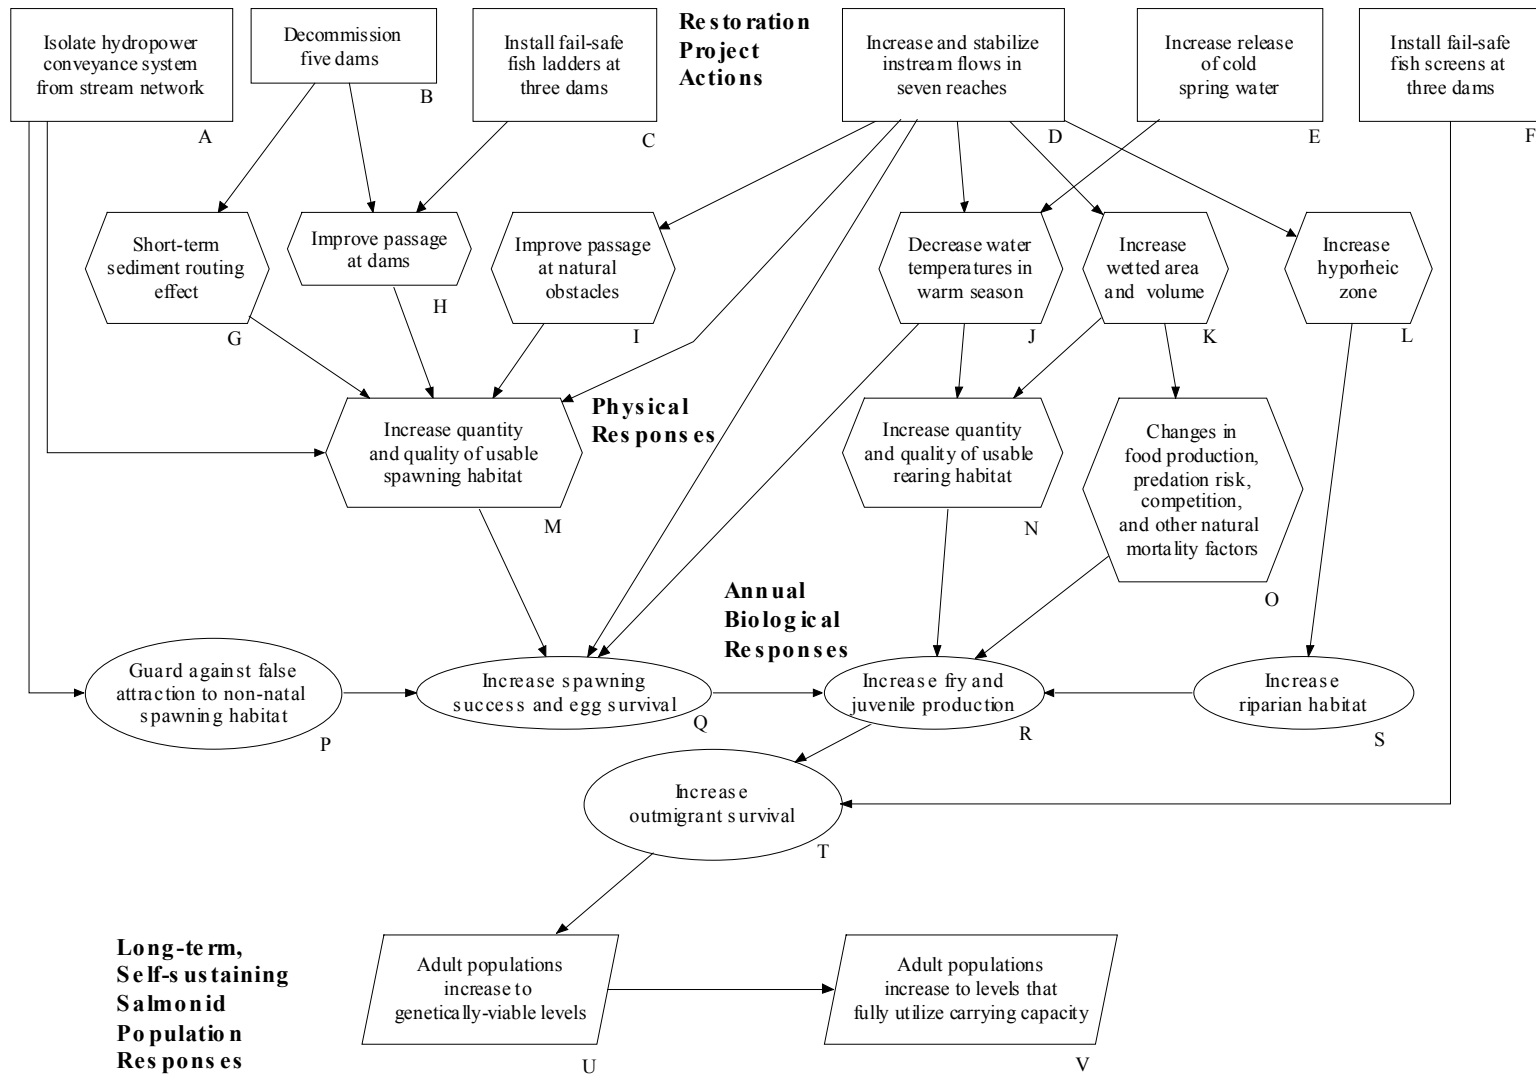 Isolate hydropower
conveyance system
from stream network
A
Decommission
five dams
B
Install fail-safe
fish ladders at
three dams
C
Restoration
Project
Actions
Increase and stabilize
instream flows in
seven reaches
D
Increase release
of cold
spring water
E
Install fail-safe
fish screens at
three dams
F
Short-term
sediment routing
effect
G
Improve passage
at dams
H
Improve passage
at natural
obstacles
I
Decrease water
temperatures in
warm season
J
Increase
wetted area
and volume
K
Increase
hyporheic
zone
L
Increase quantity
and quality of usable
spawning habitat
M
Physical
Responses
Increase quantity
and quality of usable
rearing habitat
N
Changes in
food production,
predation risk,
competition,
and other natural
mortality factors
O
Annual
Biological
Responses
Guard against false
attraction to non-natal
spawning habitat
P
Increase spawning
success and egg survival
Q
Increase fry and
juvenile production
R
Increase
riparian habitat
S
Increase
outmigrant survival
T
Long-term,
Self-sustaining
Salmonid
Population
Responses
Adult populations
increase to
genetically-viable levels
U
Adult populations
increase to levels that
fully utilize carrying capacity
V